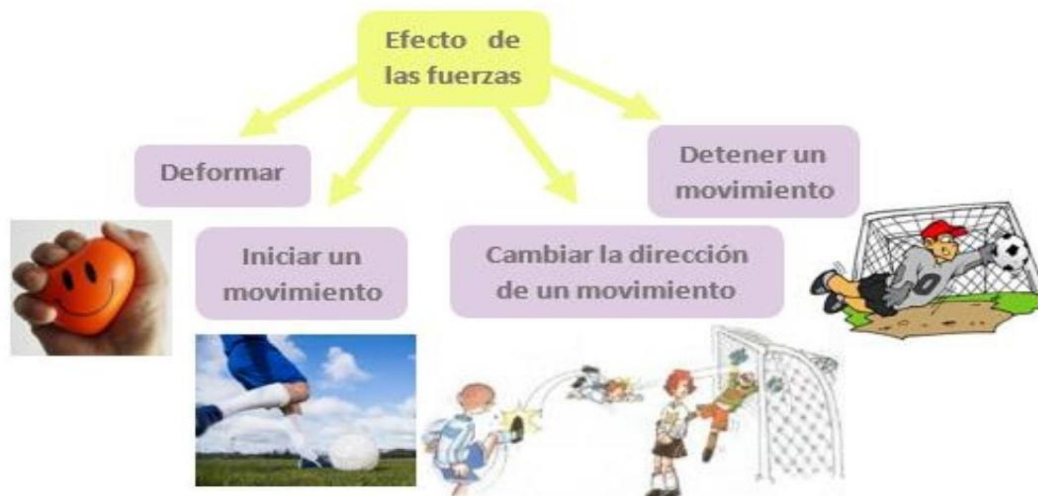 Efecto de
las fuerzas
Deformar
Detener un
movimiento
Iniciar un
movimiento
Cambiar la dirección
de un movimiento